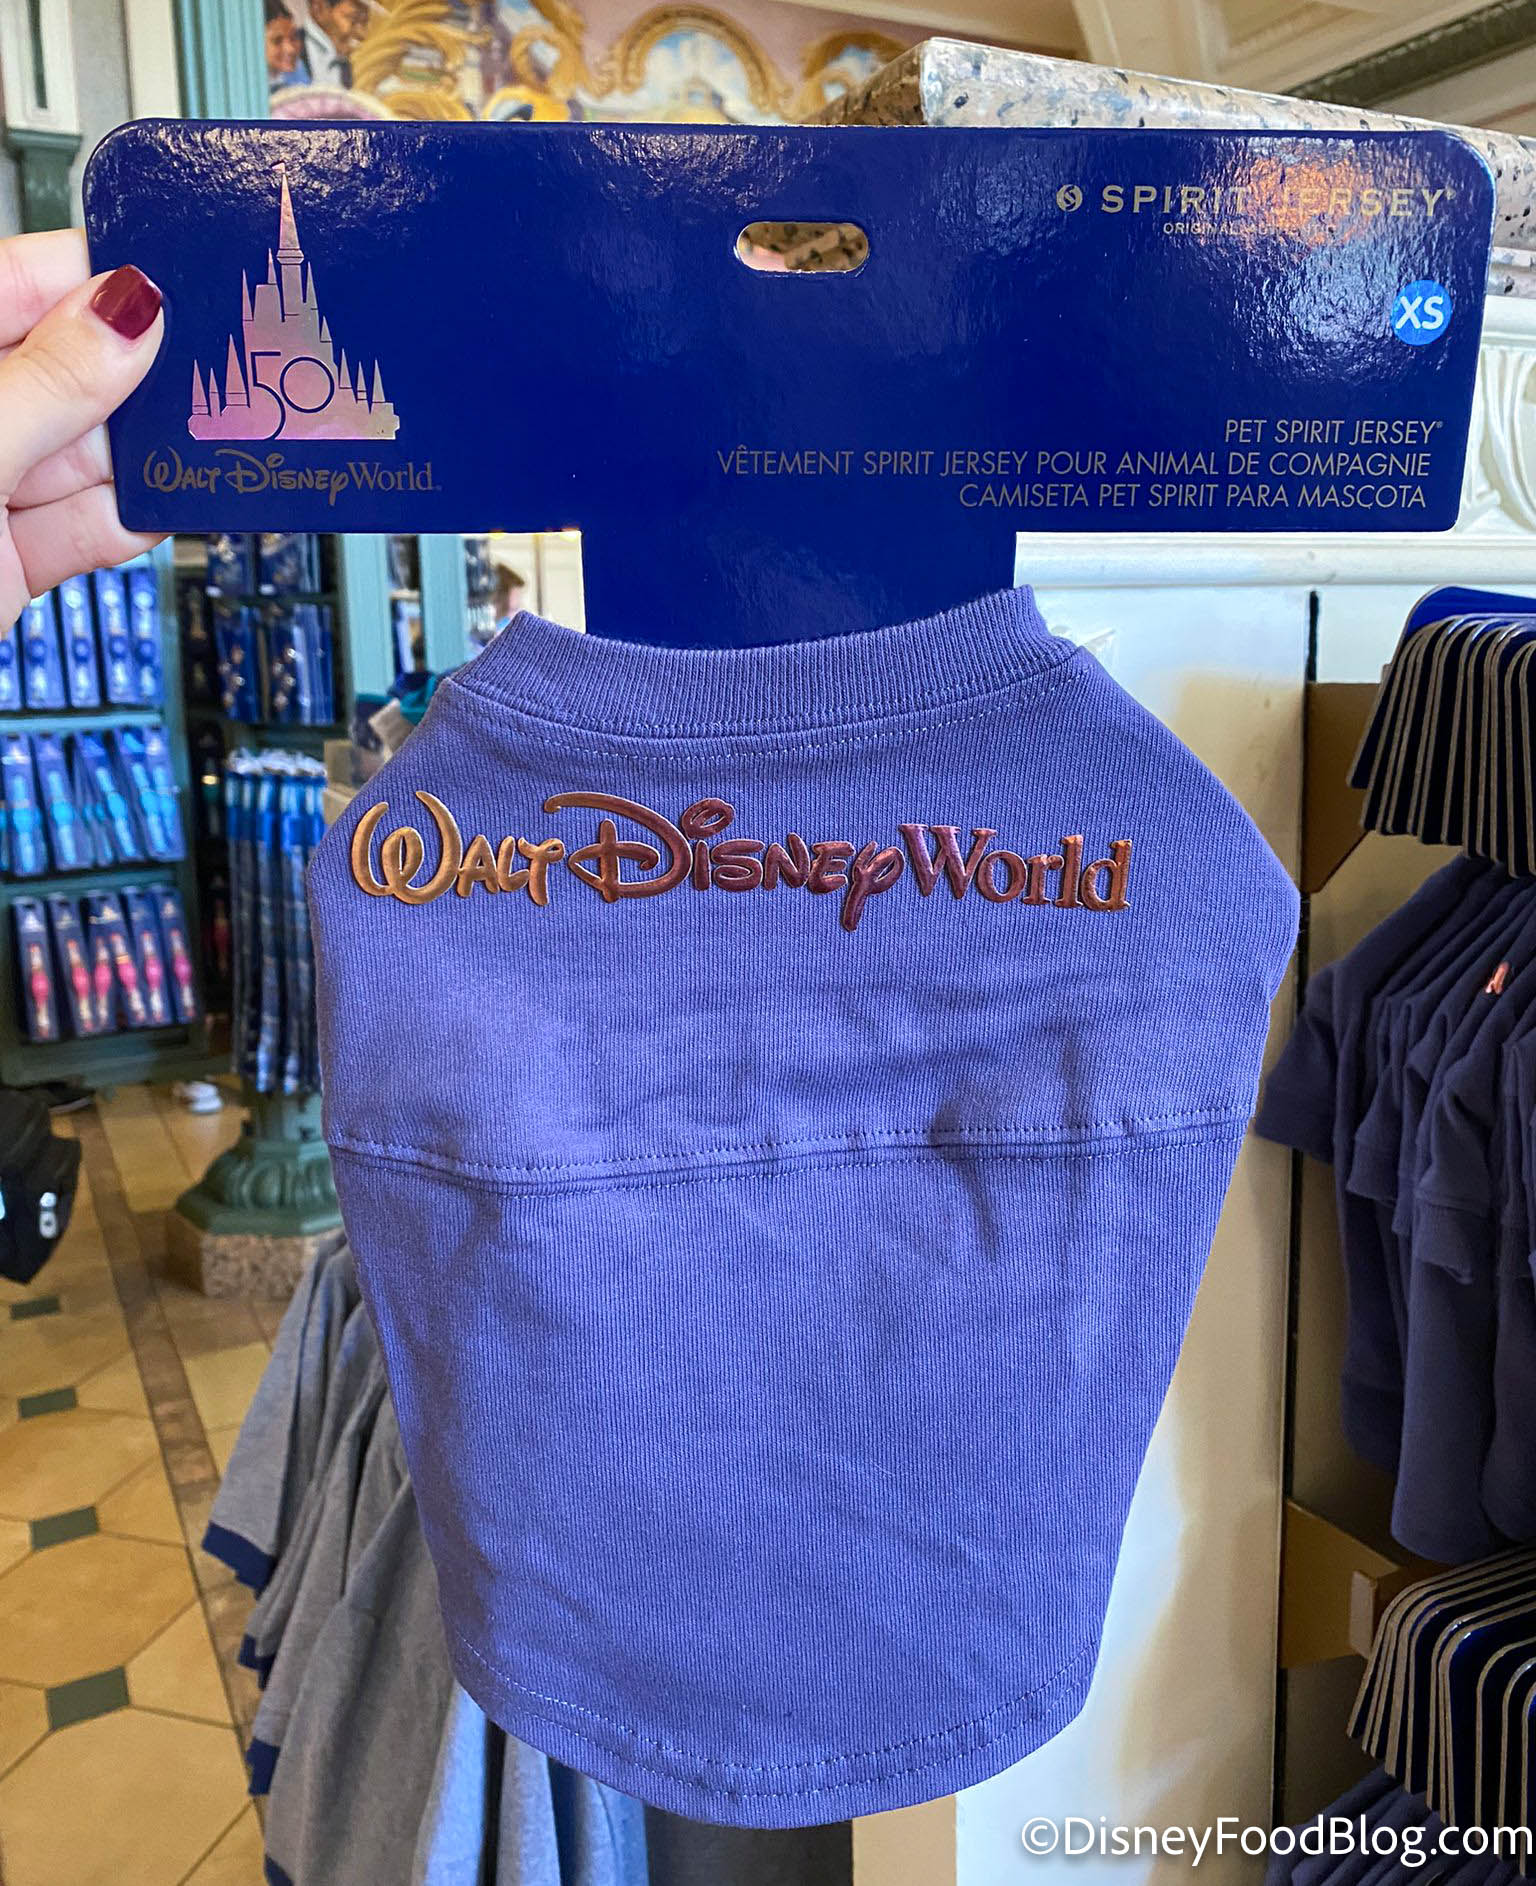 SPIRIT JERSEY®
ORIGINAL
XS
50
Walt Disney World®
PET SPIRIT JERSEY®
VÊTEMENT SPIRIT JERSEY POUR ANIMAL DE COMPAGNIE
CAMISETA PET SPIRIT PARA MASCOTA
Walt Disney World
©DisneyFoodBlog.com